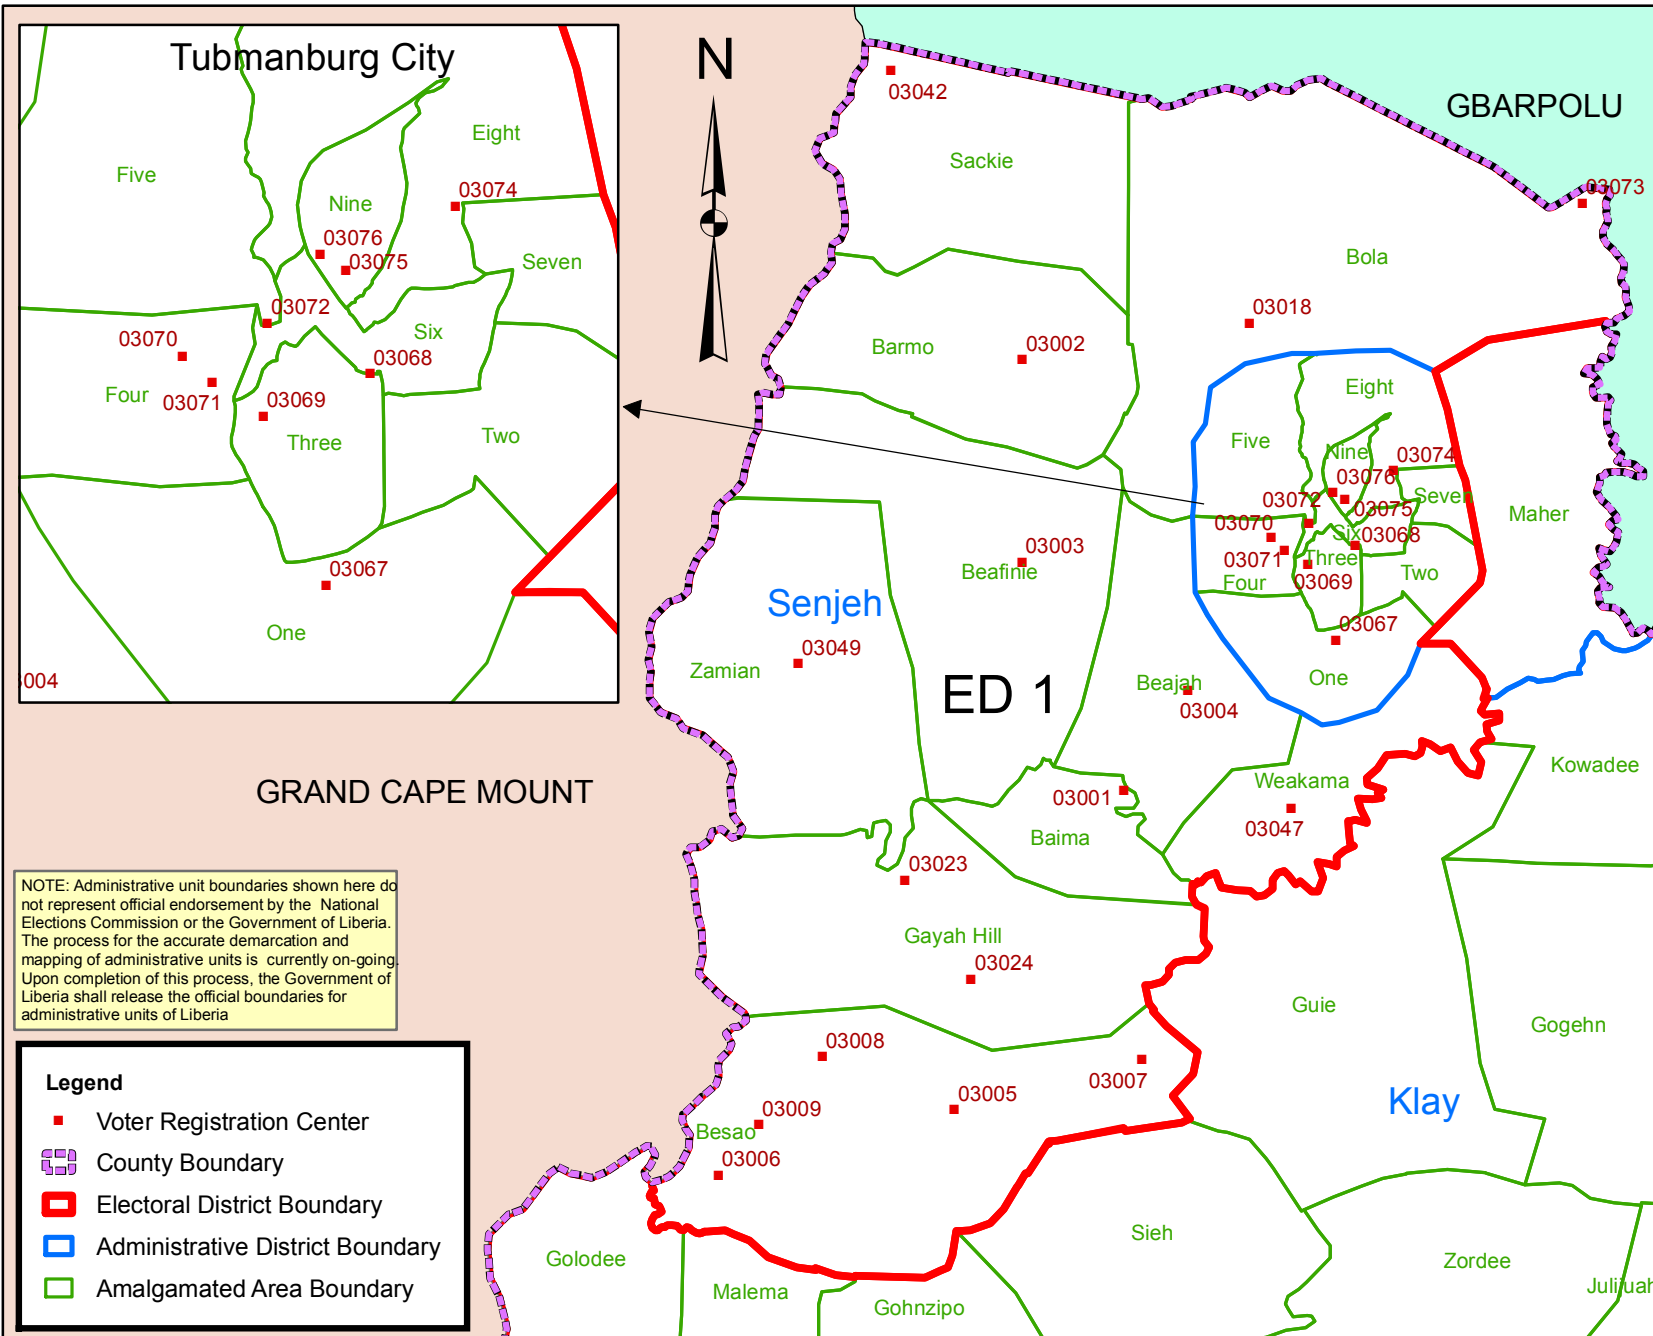 Tubmanburg City
Eight
Five
03074
Nine
03076
03075
Seven
03072
Six
03070
03068
Four
03071
03069
Three
Two
03067
One
004
N
GBARPOLU
03042
Sackie
03073
Bola
03018
Barmo
03002
Eight
Five
Nine
03074
03076
Seven
03072
03075
Maher
03070
Six
03068
03071
Three
Four
03069
Two
03067
One
03003
Beafinie
Senjeh
03049
Zamian
ED 1
Beajah
03004
Kowadee
Weakama
GRAND CAPE MOUNT
03001
03047
Baima
03023
Gayah Hill
03024
Guie
Gogehn
03008
03007
03005
Klay
03009
Besao
03006
Sieh
Golodee
Zordee
Malema
Gohnzipo
Julijuah
NOTE: Administrative unit boundaries shown here do
not represent official endorsement by the National
Elections Commission or the Government of Liberia.
The process for the accurate demarcation and
mapping of administrative units is currently on-going.
Upon completion of this process, the Government of
Liberia shall release the official boundaries for
administrative units of Liberia
Legend
Voter Registration Center
County Boundary
Electoral District Boundary
Administrative District Boundary
Amalgamated Area Boundary